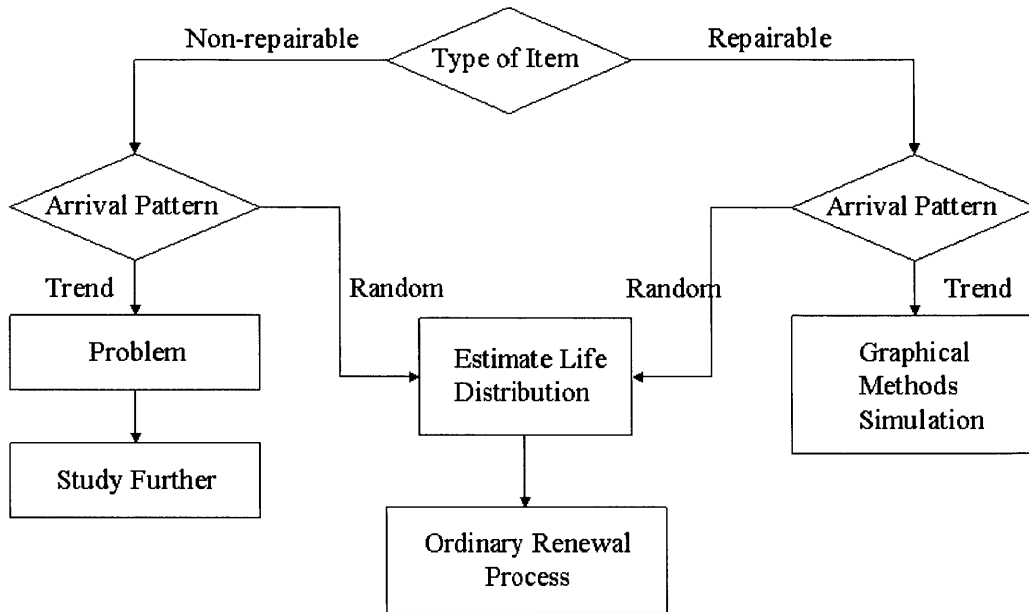 Non-repairable
Type of Item
Repairable
Arrival Pattern
Arrival Pattern
Trend
Random
Random
Trend
Problem
Estimate Life
Distribution
Graphical
Methods
Simulation
Study Further
Ordinary Renewal
Process